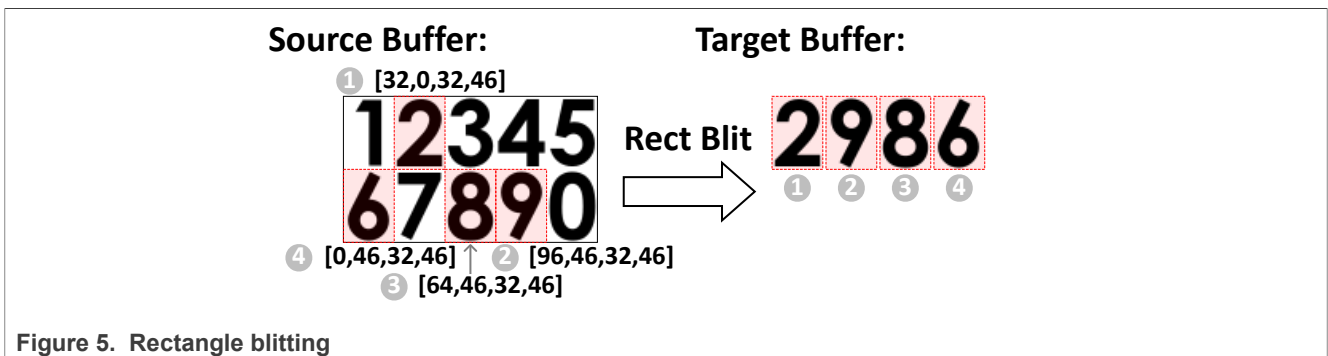 Source Buffer: Target Buffer:
1 [32,0,32,46]
12345
67890
Rect Blit
2986
1 2 3 4
4 [0,46,32,46] 2 [96,46,32,46]
3 [64,46,32,46]
Figure 5. Rectangle blitting